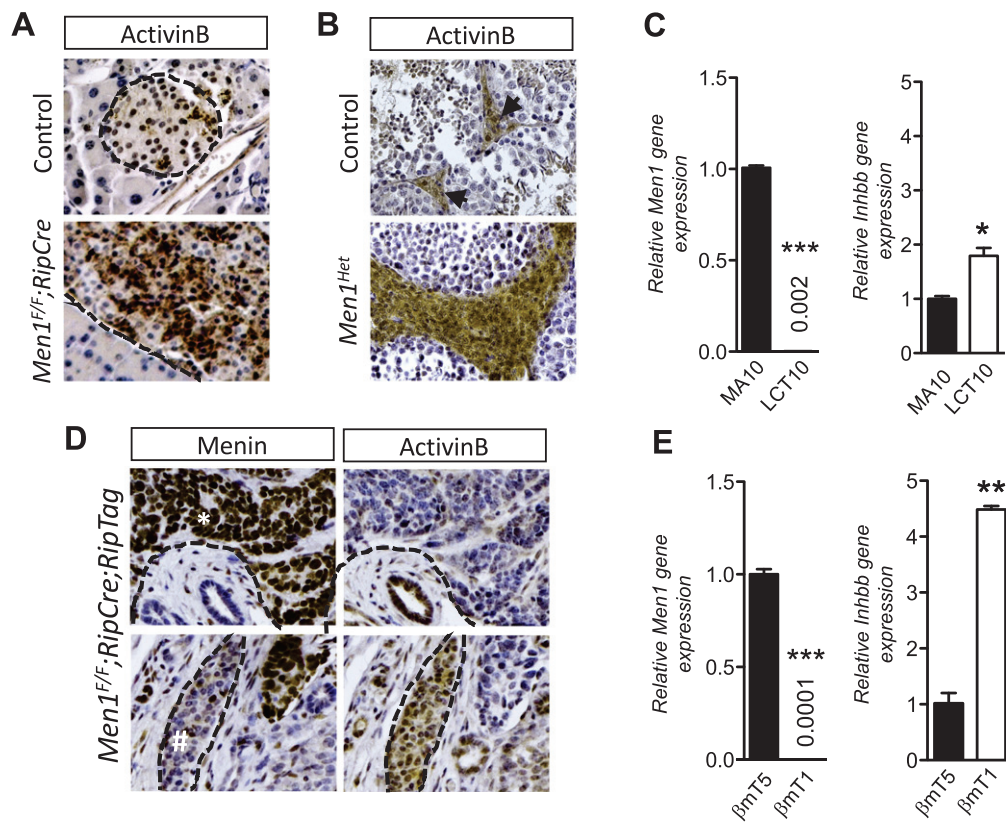 A
ActivinB
Control
Men1F/F;RipCre
B
ActivinB
Control
Men1Het
C
Relative Men1 gene
expression
1.5
1.0
0.5
0.0
***
0.002
MA10
LCT10
Relative Inhbb gene
expression
5
4
3
2
1
0
*
MA10
LCT10
D
Menin
ActivinB
Men1F/F;RipCre;RipTag
*
#
E
Relative Men1 gene
expression
1.5
1.0
0.5
0.0
***
0.0001
βmT5
βmT1
Relative Inhbb gene
expression
5
4
3
2
1
0
**
βmT5
βmT1